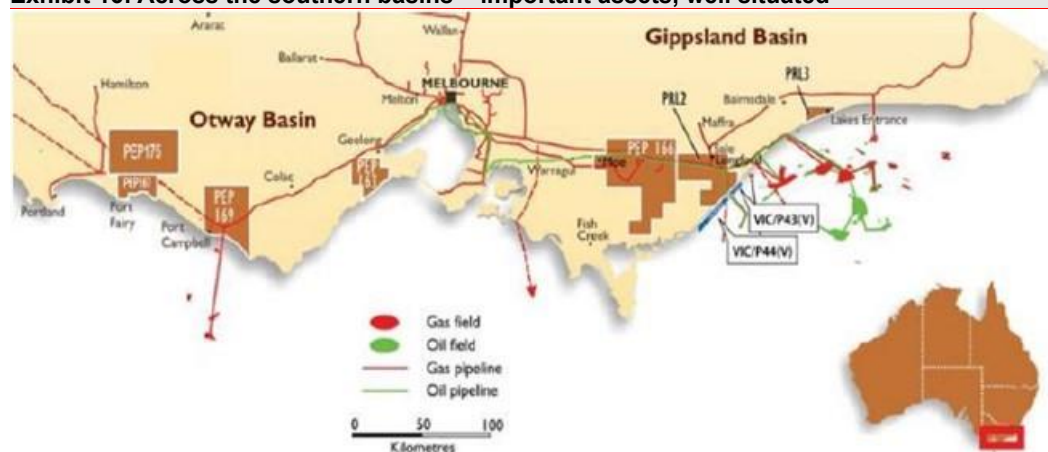 Exhibit 10: Across the southern basins – important assets, well situated
Ararat
Wallan
Gippsland Basin
Ballarat
Hamilton
MELBOURNE
Melton
PRL3
Bairnsdale
PRL2
Lakes Entrance
Maffra
Otway Basin
Geelong
Sale
Longford
PEP175
PEP 166
Moe
Warragul
Colac
Portland
Port
Fairy
PEP
169
Port
Campbell
Fish
Creek
VIC/P43(V)
VIC/P44(V)
Gas field
Oil field
Gas pipeline
Oil pipeline
0 50 100
Kilometres